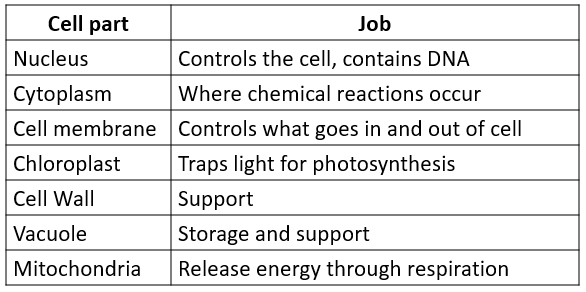 Cell part Job
Nucleus Controls the cell, contains DNA
Cytoplasm Where chemical reactions occur
Cell membrane Controls what goes in and out of cell
Chloroplast Traps light for photosynthesis
Cell Wall Support
Vacuole Storage and support
Mitochondria Release energy through respiration